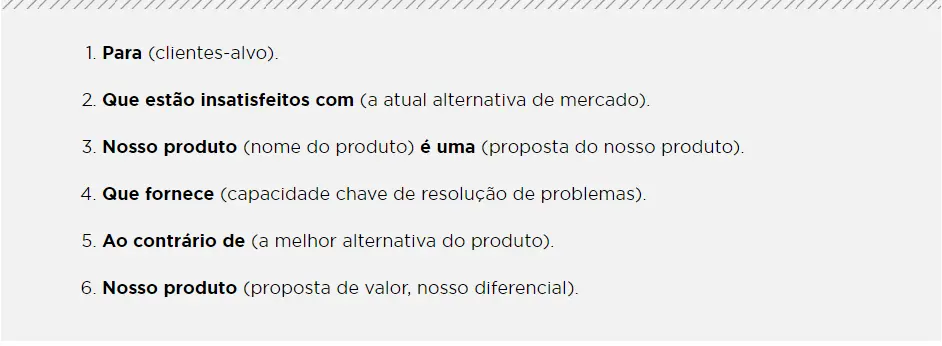 1. Para (clientes-alvo).
2. Que estão insatisfeitos com (a atual alternativa de mercado).
3. Nosso produto (nome do produto) é uma (proposta do nosso produto).
4. Que fornece (capacidade chave de resolução de problemas).
5. Ao contrário de (a melhor alternativa do produto).
6. Nosso produto (proposta de valor, nosso diferencial).